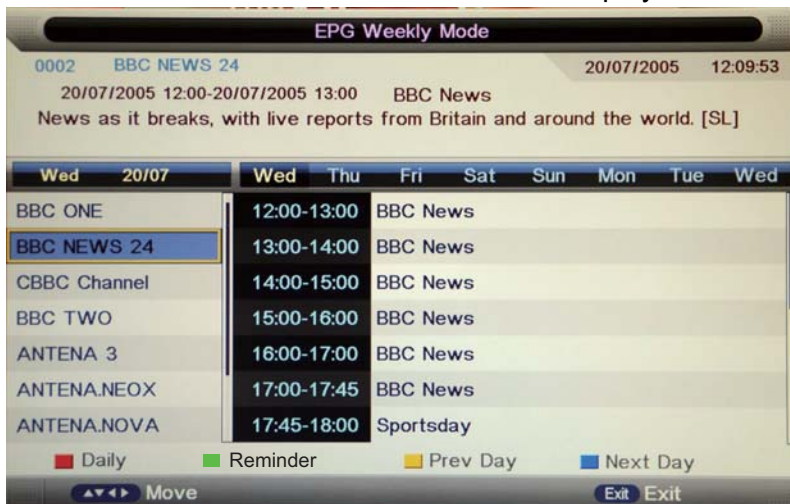 EPG Weekly Mode
0002 BBC NEWS 24 20/07/2005 12:09:53
20/07/2005 12:00-20/07/2005 13:00 BBC News
News as it breaks, with live reports from Britain and around the world. [SL]
Wed 20/07 Wed Thu Fri Sat Sun Mon Tue Wed
BBC ONE 12:00-13:00 BBC News
BBC NEWS 24 13:00-14:00 BBC News
CBBC Channel 14:00-15:00 BBC News
BBC TWO 15:00-16:00 BBC News
ANTENA 3 16:00-17:00 BBC News
ANTENA.NEOX 17:00-17:45 BBC News
ANTENA.NOVA 17:45-18:00 Sportsday
Daily Reminder Prev Day Next Day
Move Exit Exit